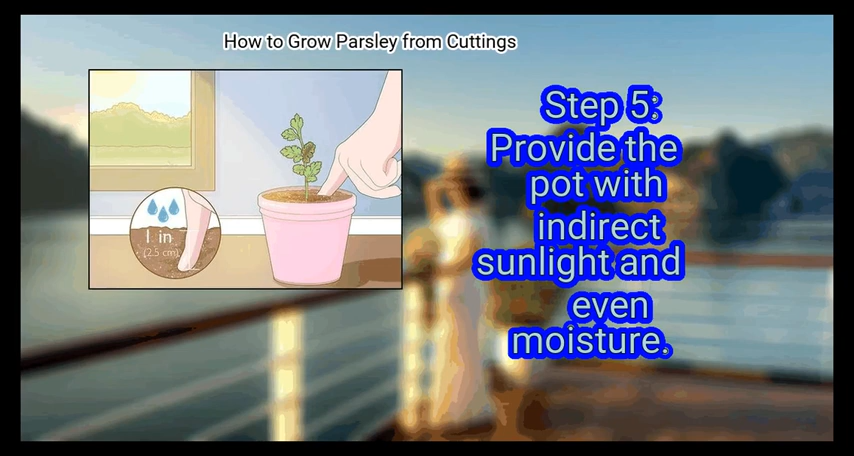 How to Grow Parsley from Cuttings
Step 5:
Provide the
pot with
indirect
sunlight and
even
moisture.
1 in
(2.5 cm)